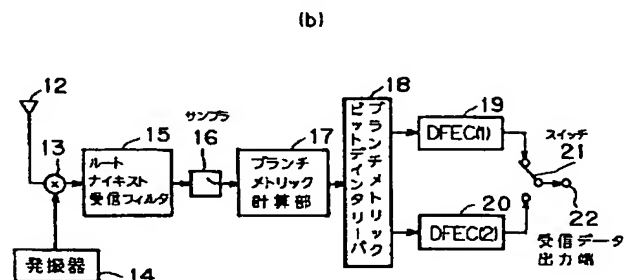 (b)
12
13
15
ルート
ナイキスト
受信フィルタ
サンプラ
16
17
ブランチ
メトリック
計算部
18
ブランチメトリック
ビットディンタリーバ
19
DFEC(1)
20
DFEC(2)
スイッチ
21
22
受信データ
出力端
発振器
14